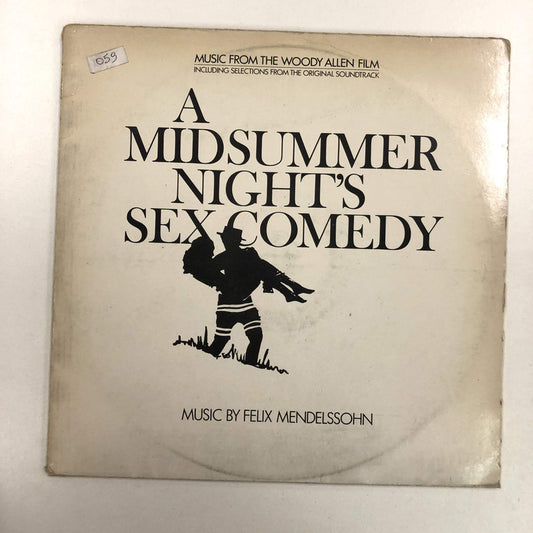 059
MUSIC FROM THE WOODY ALLEN FILM
INCLUDING SELECTIONS FROM THE ORIGINAL SOUNDTRACK
A
MIDSUMMER
NIGHT'S
SEX COMEDY
MUSIC BY FELIX MENDELSSOHN